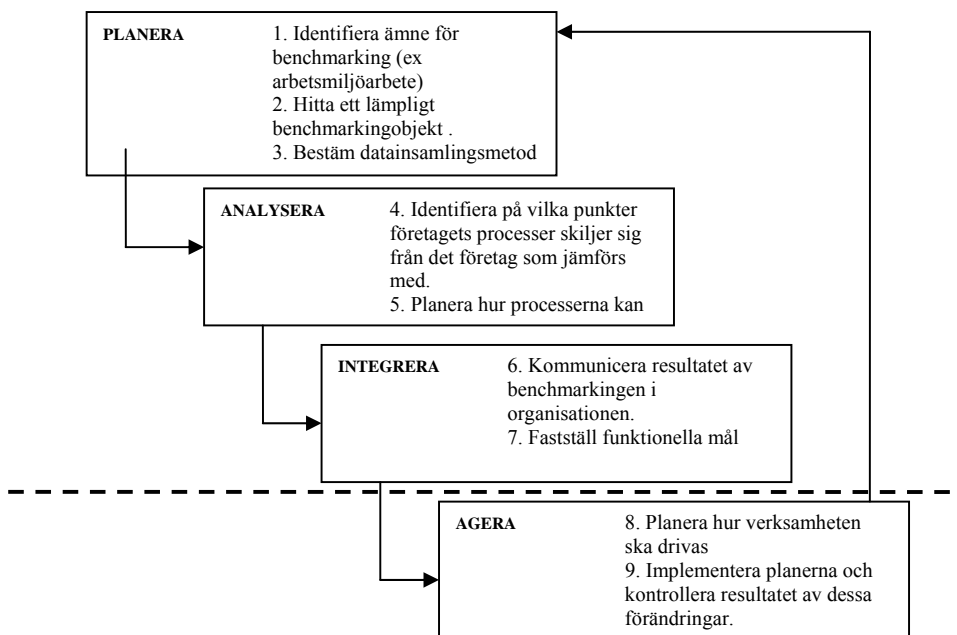 PLANERA
1. Identifiera ämne för
benchmarking (ex
arbetsmiljöarbete)
2. Hitta ett lämpligt
benchmarkingobjekt .
3. Bestäm datainsamlingsmetod
ANALYSERA
4. Identifiera på vilka punkter
företagets processer skiljer sig
från det företag som jämförs
med.
5. Planera hur processerna kan
INTEGRERA
6. Kommunicera resultatet av
benchmarkingen i
organisationen.
7. Fastställ funktionella mål
AGERA
8. Planera hur verksamheten
ska drivas
9. Implementera planerna och
kontrollera resultatet av dessa
förändringar.